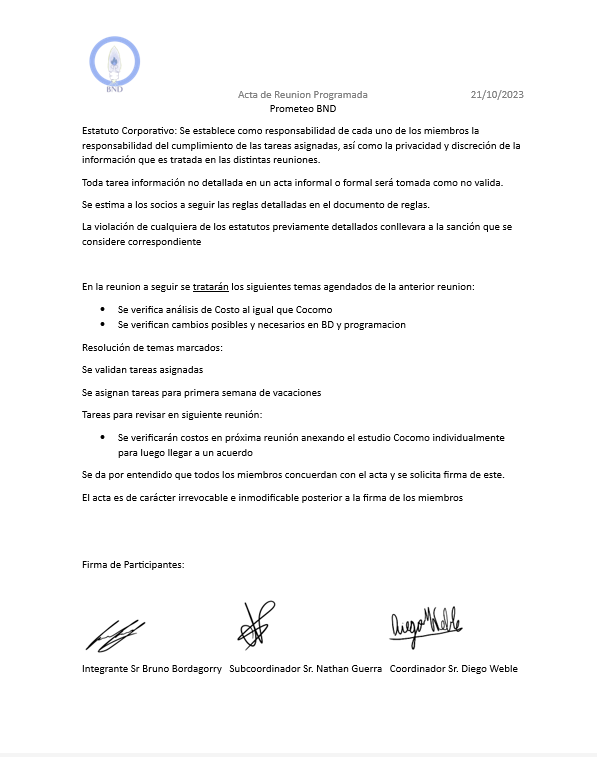 BND
Acta de Reunion Programada 21/10/2023
Prometeo BND
Estatuto Corporativo: Se establece como responsabilidad de cada uno de los miembros la
responsabilidad del cumplimiento de las tareas asignadas, así como la privacidad y discreción de la
información que es tratada en las distintas reuniones.
Toda tarea información no detallada en un acta informal o formal será tomada como no valida.
Se estima a los socios a seguir las reglas detalladas en el documento de reglas.
La violación de cualquiera de los estatutos previamente detallados conllevara a la sanción que se
considere correspondiente
En la reunion a seguir se tratarán los siguientes temas agendados de la anterior reunion:
• Se verifica análisis de Costo al igual que Cocomo
• Se verifican cambios posibles y necesarios en BD y programacion
Resolución de temas marcados:
Se validan tareas asignadas
Se asignan tareas para primera semana de vacaciones
Tareas para revisar en siguiente reunión:
• Se verificarán costos en próxima reunión anexando el estudio Cocomo individualmente
para luego llegar a un acuerdo
Se da por entendido que todos los miembros concuerdan con el acta y se solicita firma de este.
El acta es de carácter irrevocable e inmodificable posterior a la firma de los miembros
Firma de Participantes:
Diego Weble
Integrante Sr Bruno Bordagorry Subcoordinador Sr. Nathan Guerra Coordinador Sr. Diego Weble